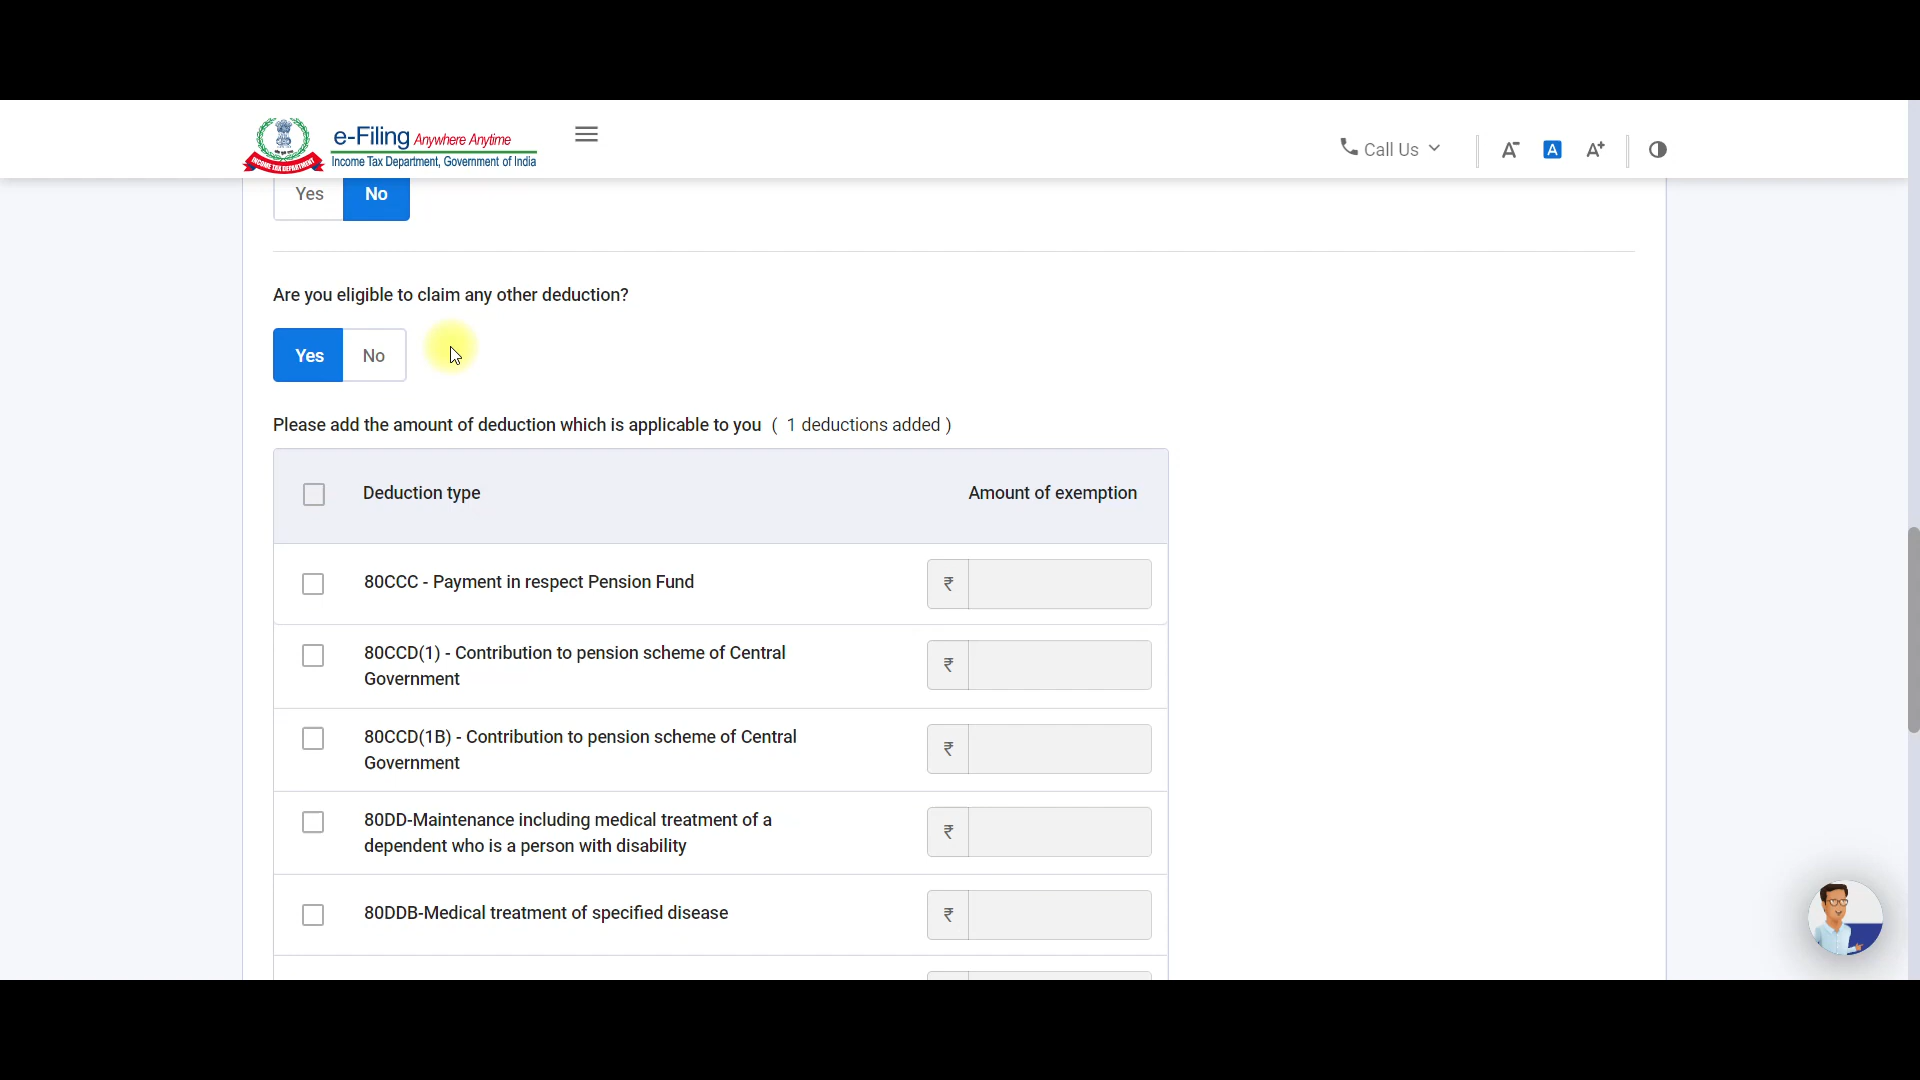 e-Filing Anywhere Anytime
Income Tax Department, Government of India
INCOME TAX DEPARTMENT
Call Us
A-
A
A+
Yes No
Are you eligible to claim any other deduction?
Yes No
Please add the amount of deduction which is applicable to you ( 1 deductions added )
Deduction type Amount of exemption
80CCC - Payment in respect Pension Fund ₹
80CCD(1) - Contribution to pension scheme of Central
Government
₹
80CCD(1B) - Contribution to pension scheme of Central
Government
₹
80DD-Maintenance including medical treatment of a
dependent who is a person with disability
₹
80DDB-Medical treatment of specified disease ₹